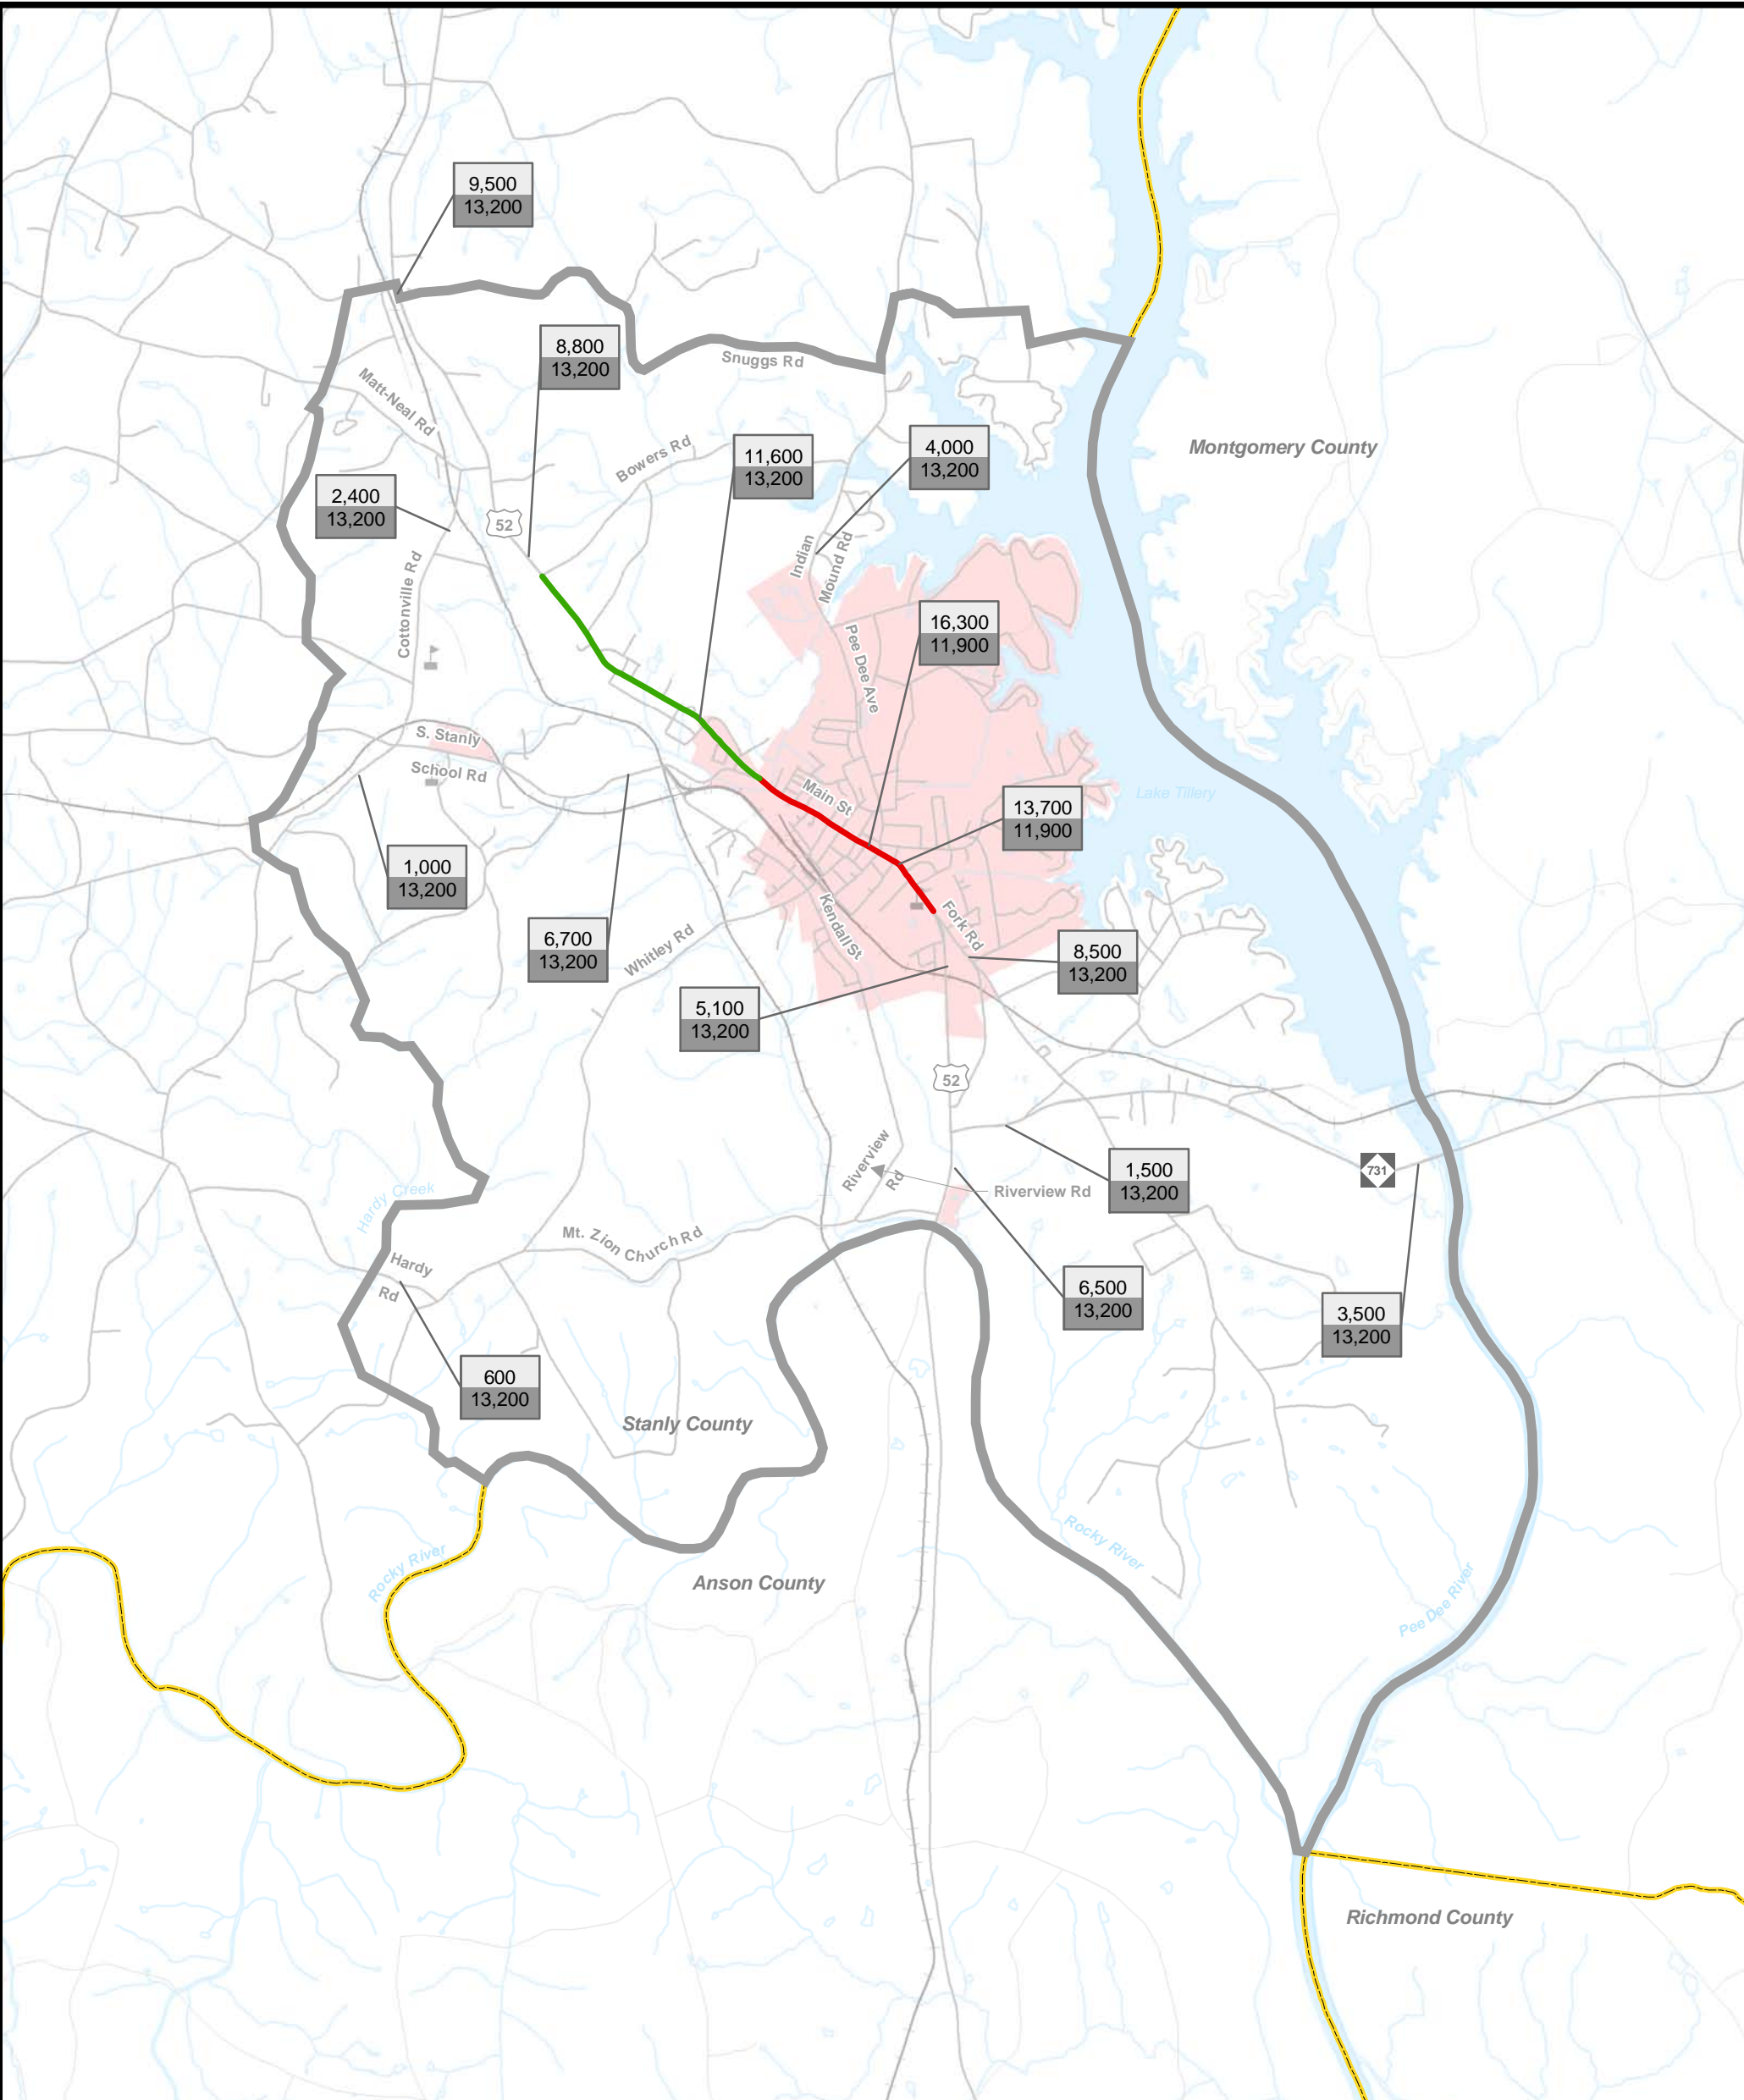 9,500
13,200
8,800
13,200
Snuggs Rd
Matt-Neal Rd
Bowers Rd
11,600
13,200
4,000
13,200
Montgomery County
2,400
13,200
52
Indian
Mound Rd
Cottonville Rd
16,300
11,900
Pee Dee Ave
S. Stanly
School Rd
Main St
Lake Tillery
13,700
11,900
1,000
13,200
6,700
13,200
Whitley Rd
Kendall St
Fork Rd
8,500
13,200
5,100
13,200
52
Riverview
Rd
Riverview Rd
1,500
13,200
731
Hardy Creek
Mt. Zion Church Rd
Hardy
Rd
6,500
13,200
3,500
13,200
600
13,200
Stanly County
Rocky River
Rocky River
Anson County
Pee Dee River
Richmond County